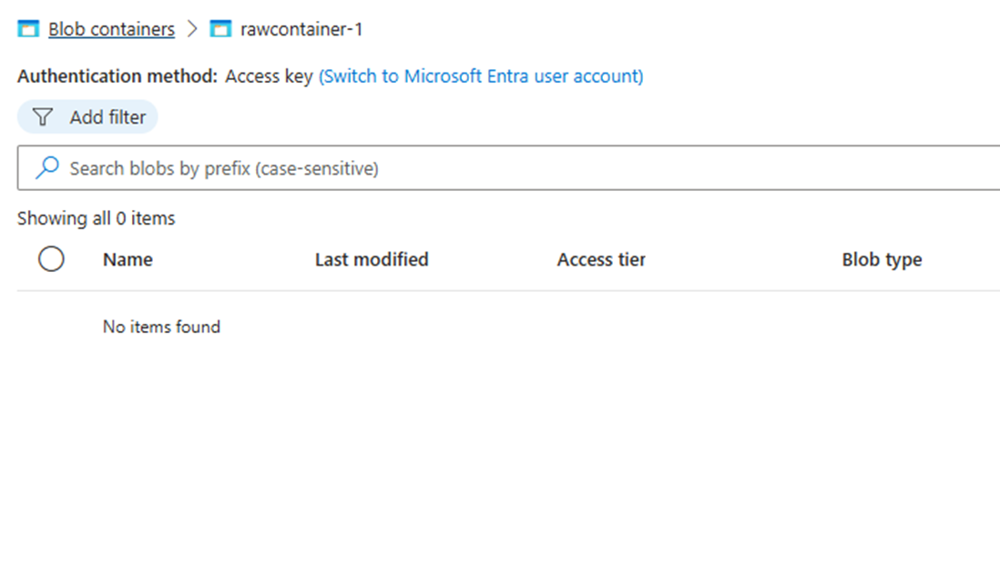 Blob containers > rawcontainer-1
Authentication method: Access key (Switch to Microsoft Entra user account)
Add filter
Search blobs by prefix (case-sensitive)
Showing all 0 items
Name Last modified Access tier Blob type
No items found